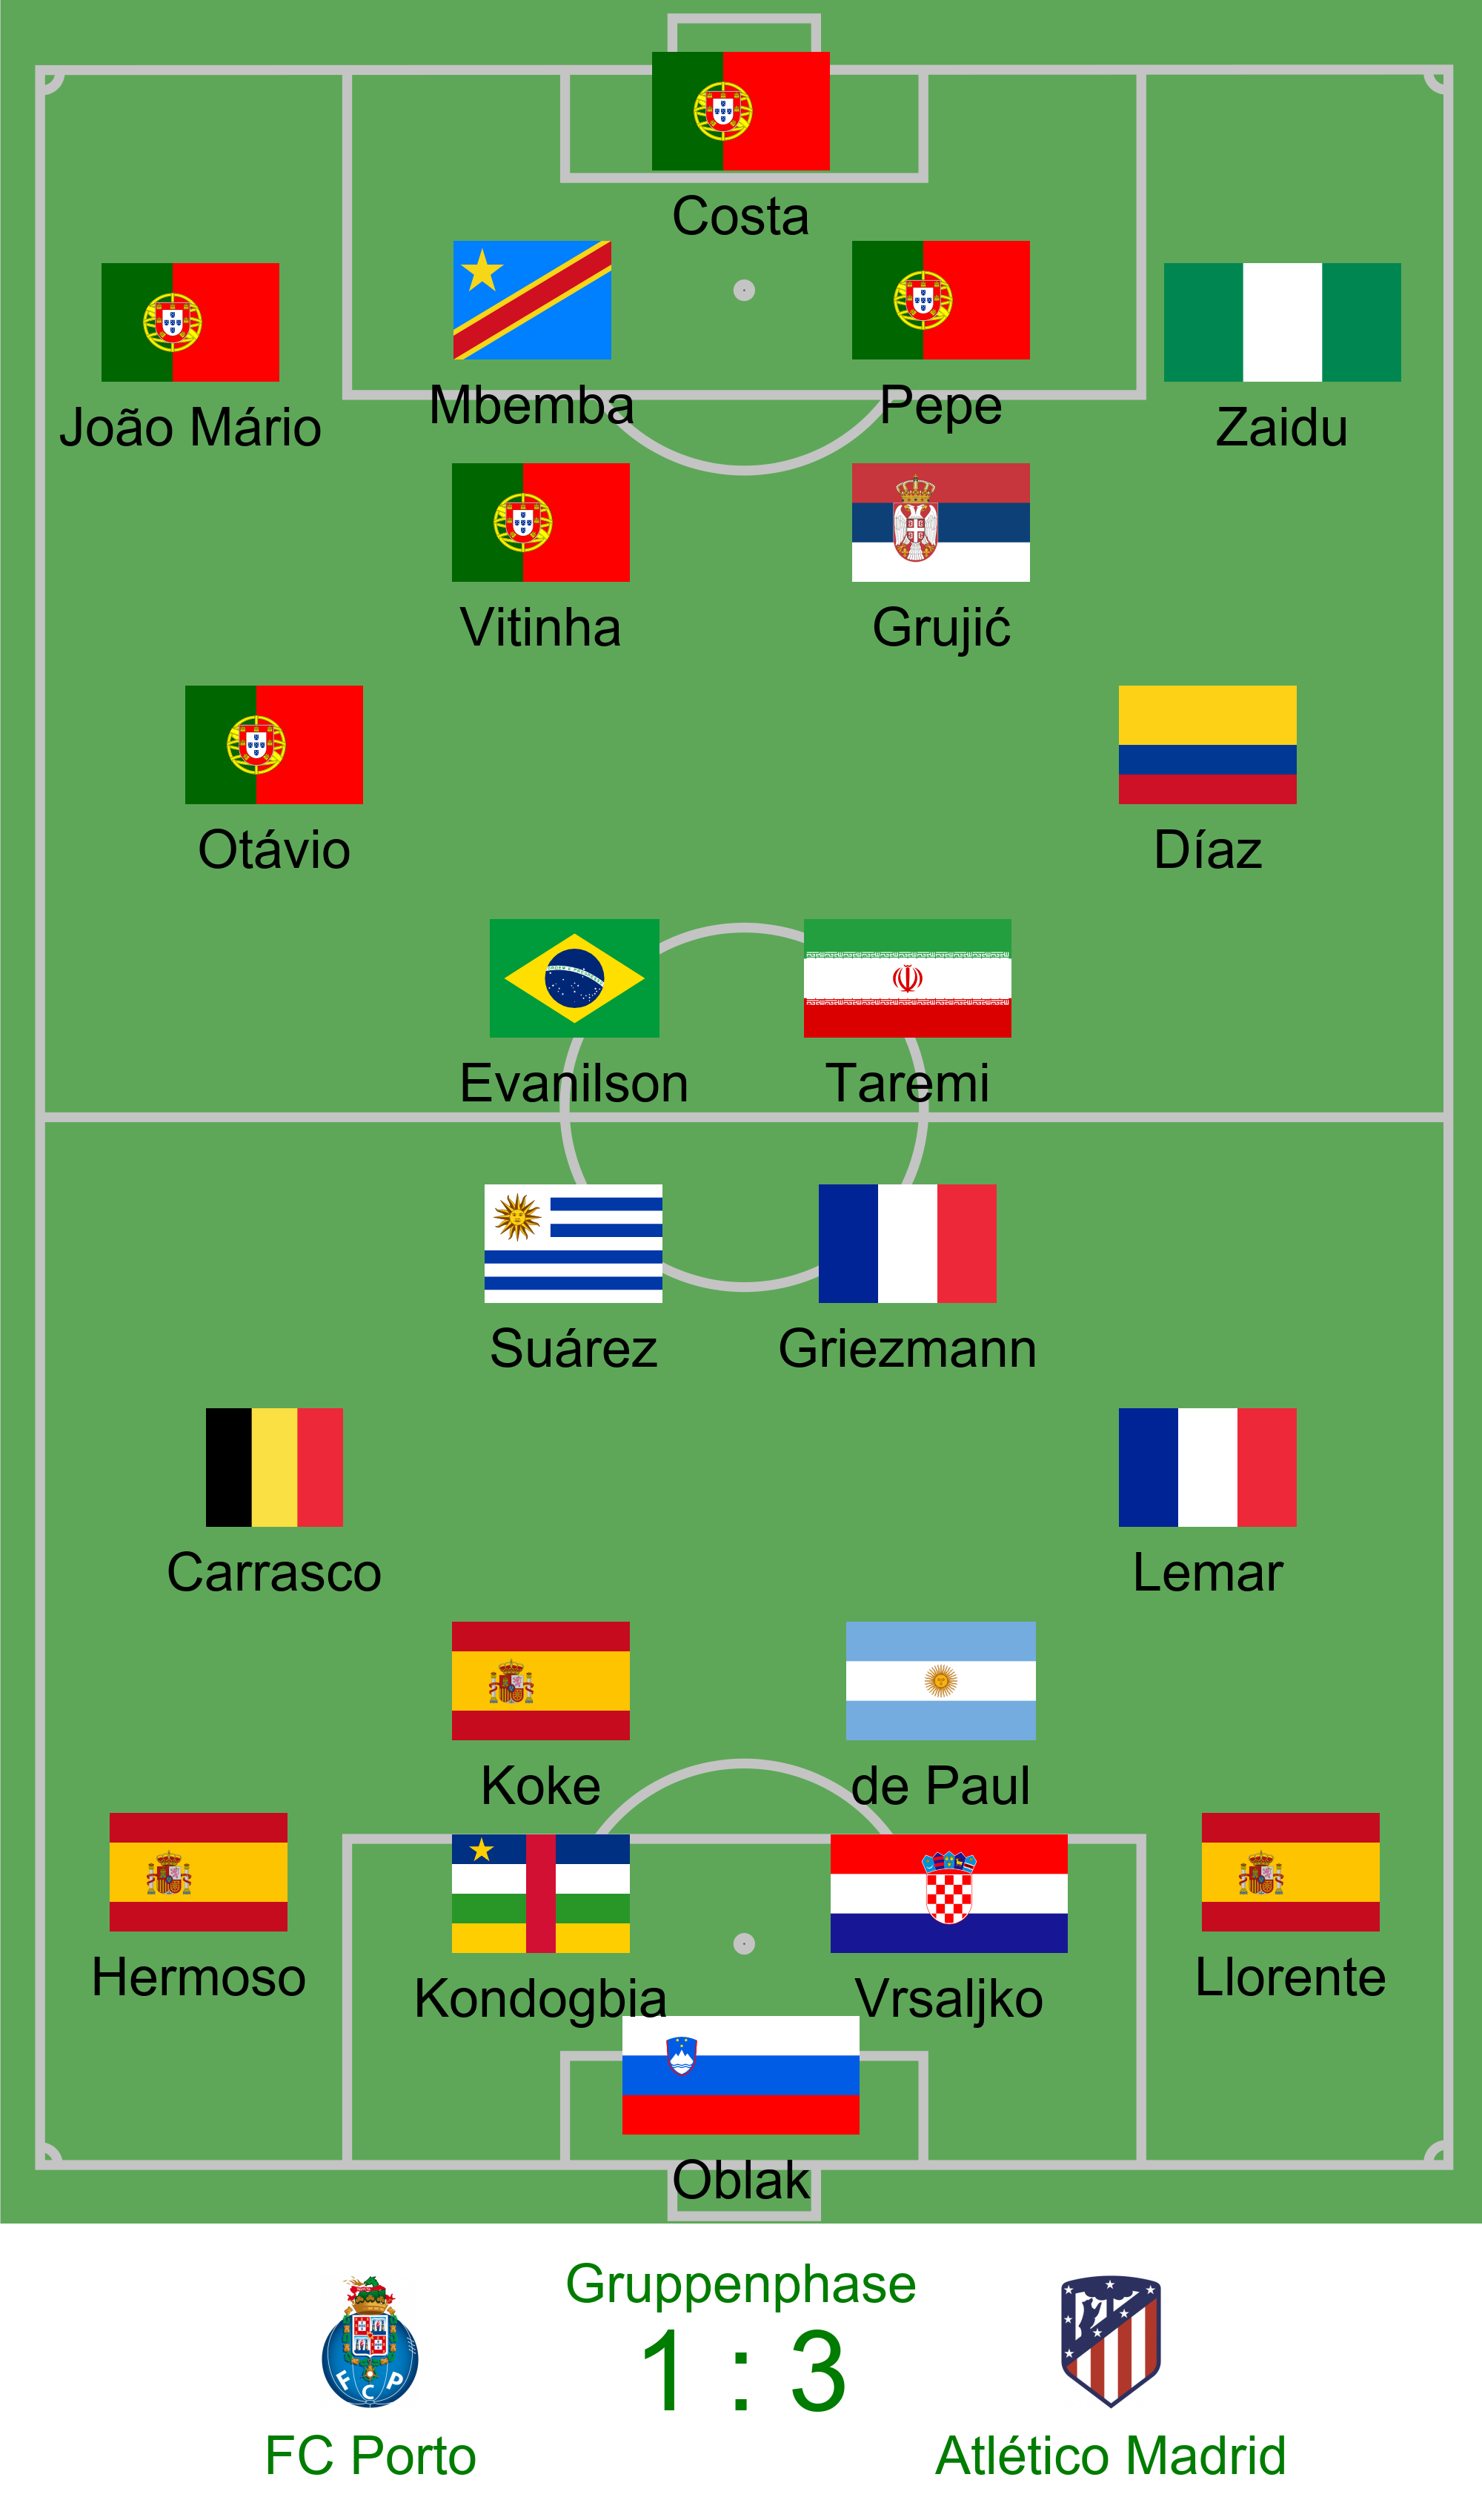 Costa
João Mário
Mbemba
Pepe
Zaidu
Vitinha
Grujić
Otávio
Díaz
Evanilson
Taremi
Suárez
Griezmann
Carrasco
Lemar
Koke
de Paul
Hermoso
Kondogbia
Vrsaljko
Llorente
Oblak
Gruppenphase
1 : 3
FCP
FC Porto
Atlético Madrid